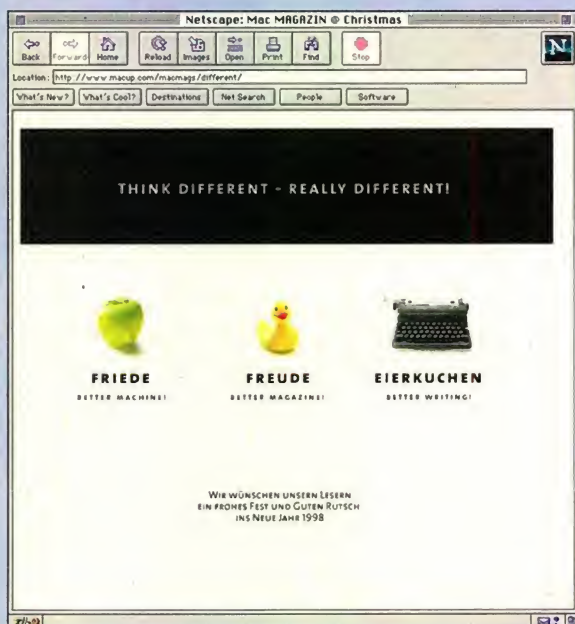 Netscape: Mac MAGAZIN @ Christmas
Back Forward Home Reload Images Open Print Find Stop
N
Location: http://www.macup.com/macmags/different/
What's New? What's Cool? Destinations Net Search People Software
THINK DIFFERENT - REALLY DIFFERENT!
FRIEDE FREUDE EIERKUCHEN
BETTER MACHINE! BETTER MAGAZINE! BETTER WRITING!
WIR WÜNSCHEN UNSERN LESERN
EIN FROHES FEST UND GUTEN RUTSCH
INS NEUE JAHR 1998